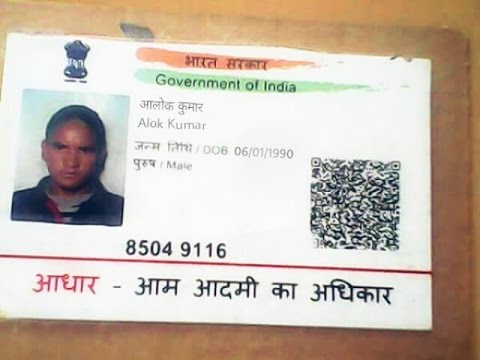 भारत सरकार
Government of India
आलोक कुमार
Alok Kumar
जन्म तिथि / DOB 06/01/1990
पुरुष / Male
8504 9116
आधार - आम आदमी का अधिकार